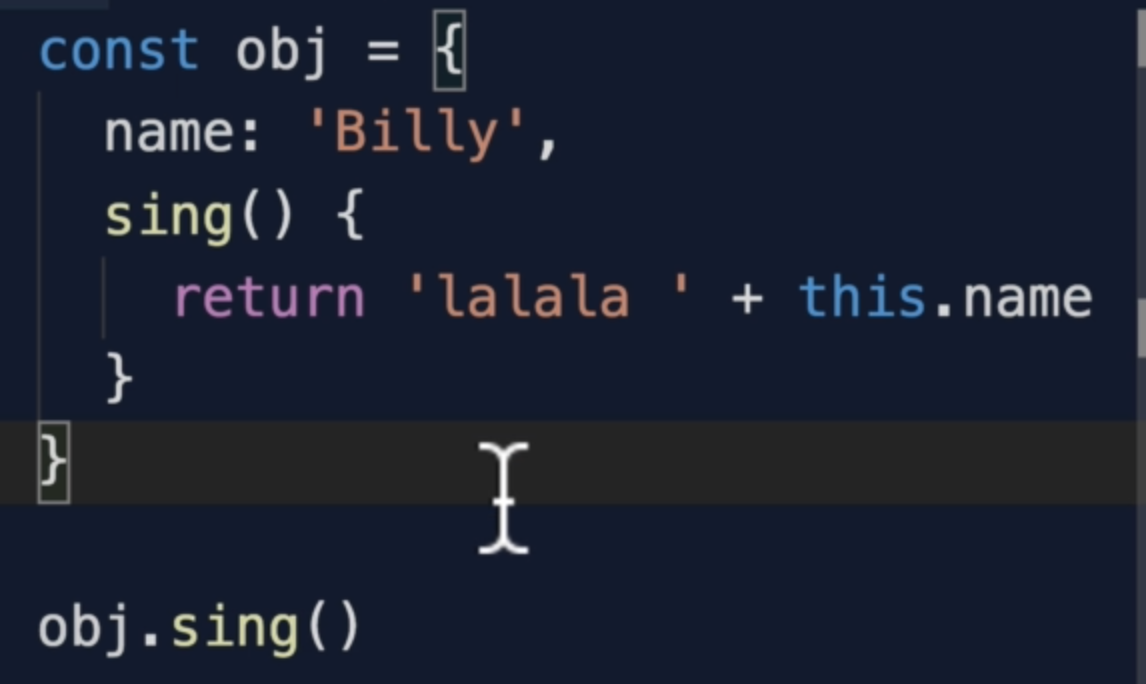 const obj = {
  name: 'Billy',
  sing() {
    return 'lalala ' + this.name
  }
}

obj.sing()